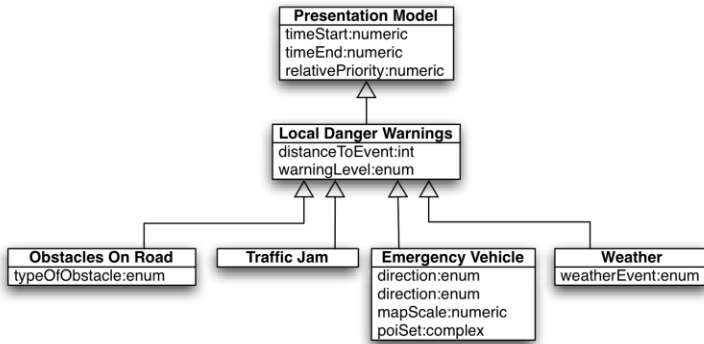 Presentation Model
timeStart:numeric
timeEnd:numeric
relativePriority:numeric
Local Danger Warnings
distanceToEvent:int
warningLevel:enum
Obstacles On Road
typeOfObstacle:enum
Traffic Jam
Emergency Vehicle
direction:enum
direction:enum
mapScale:numeric
poiSet:complex
Weather
weatherEvent:enum